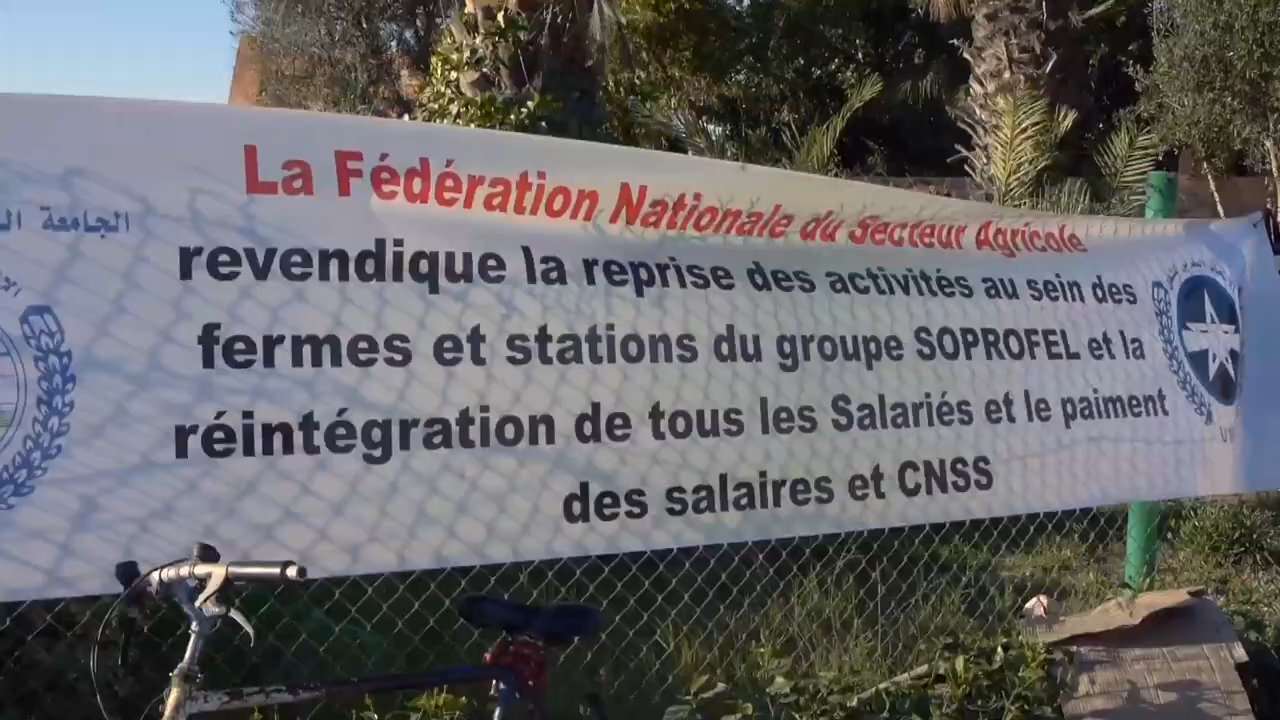 La Fédération Nationale du Secteur Agricole
الجامعة
revendique la reprise des activités au sein des
fermes et stations du groupe SOPROFEL et la
réintégration de tous les Salariés et le paiment
des salaires et CNSS